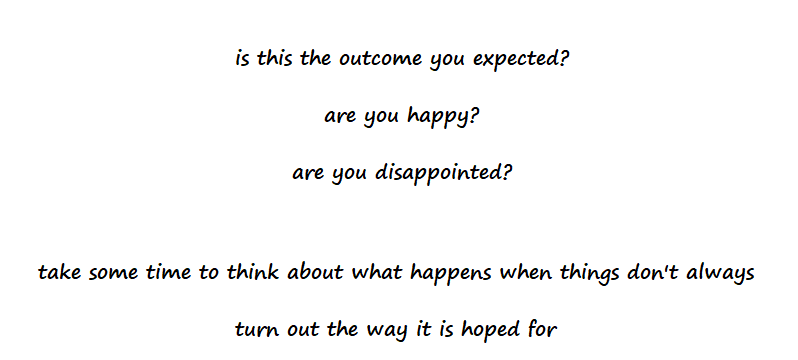 is this the outcome you expected?
are you happy?
are you disappointed?
take some time to think about what happens when things don't always
turn out the way it is hoped for